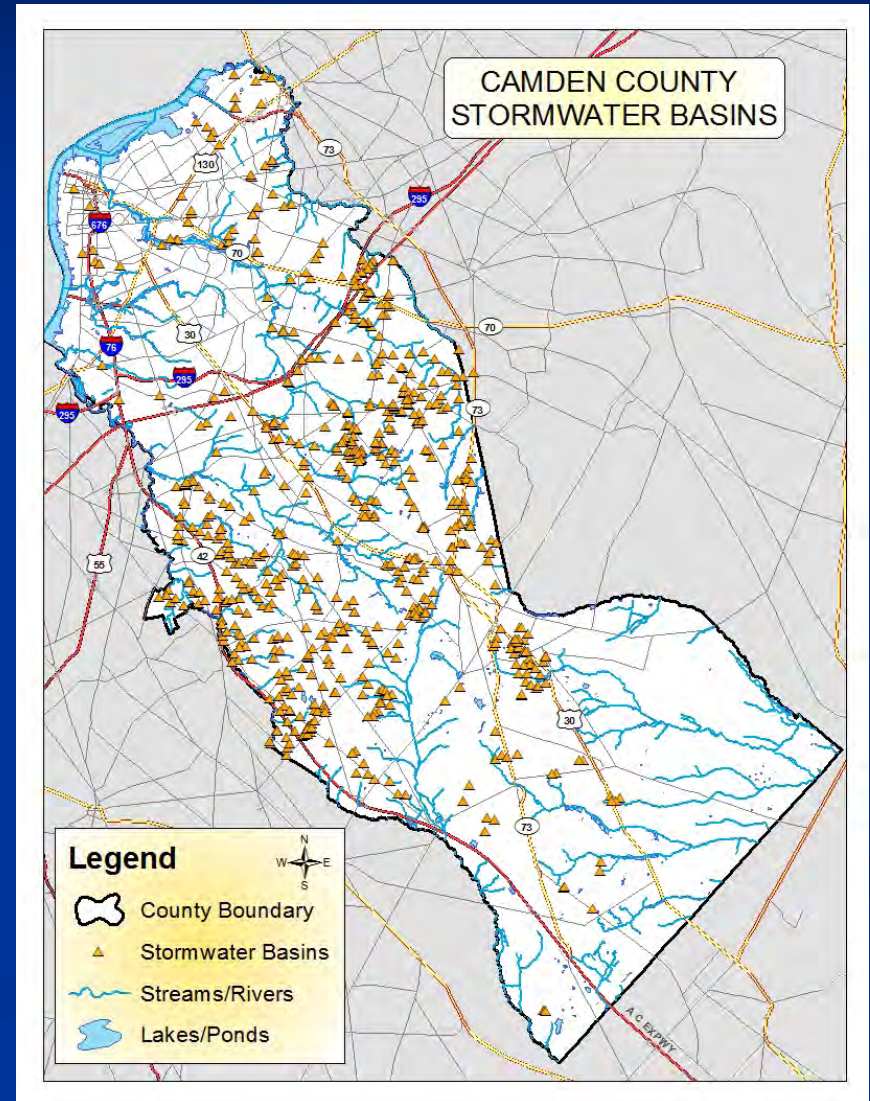 CAMDEN COUNTY
STORMWATER BASINS
73
130
295
676
70
30
70
76
295
295
73
42
55
30
73
Legend
N
W E
S
County Boundary
Stormwater Basins
Streams/Rivers
Lakes/Ponds
A C EXPWY